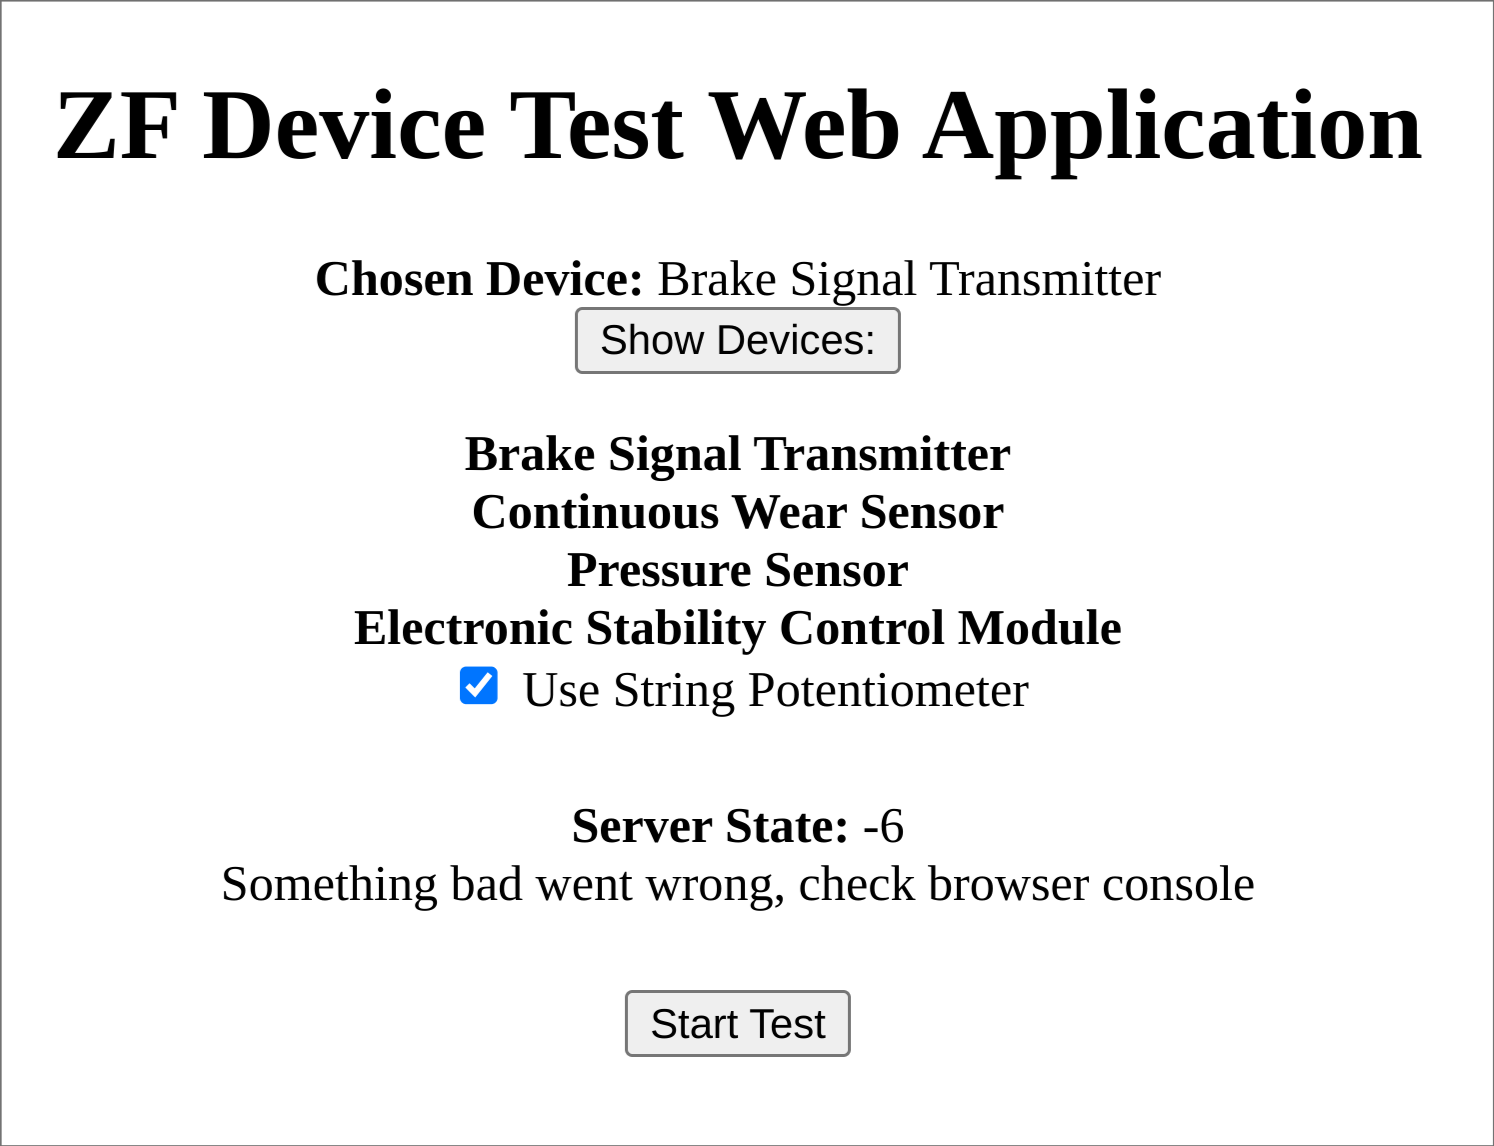 ZF Device Test Web Application
Chosen Device: Brake Signal Transmitter
Show Devices:
Brake Signal Transmitter
Continuous Wear Sensor
Pressure Sensor
Electronic Stability Control Module
Use String Potentiometer
Server State: -6
Something bad went wrong, check browser console
Start Test